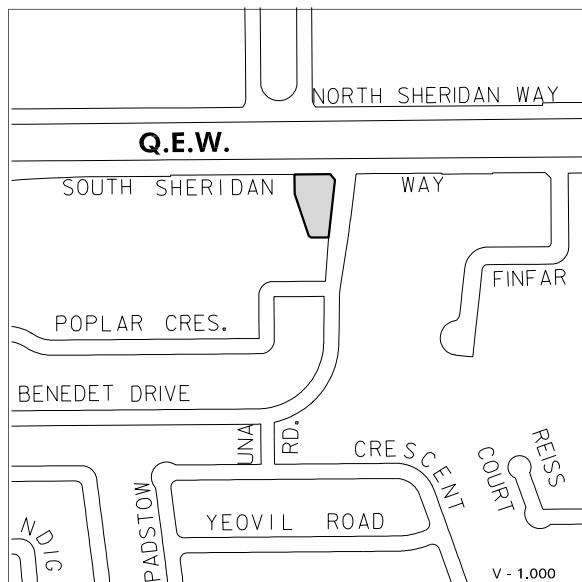 NORTH SHERIDAN WAY
Q.E.W.
SOUTH SHERIDAN WAY
FINFAR
POPLAR CRES.
BENEDET DRIVE
UNA RD.
CRESCENT
REISS
COURT
PADSTOW
YEOVIL ROAD
NDIG
V - 1.000